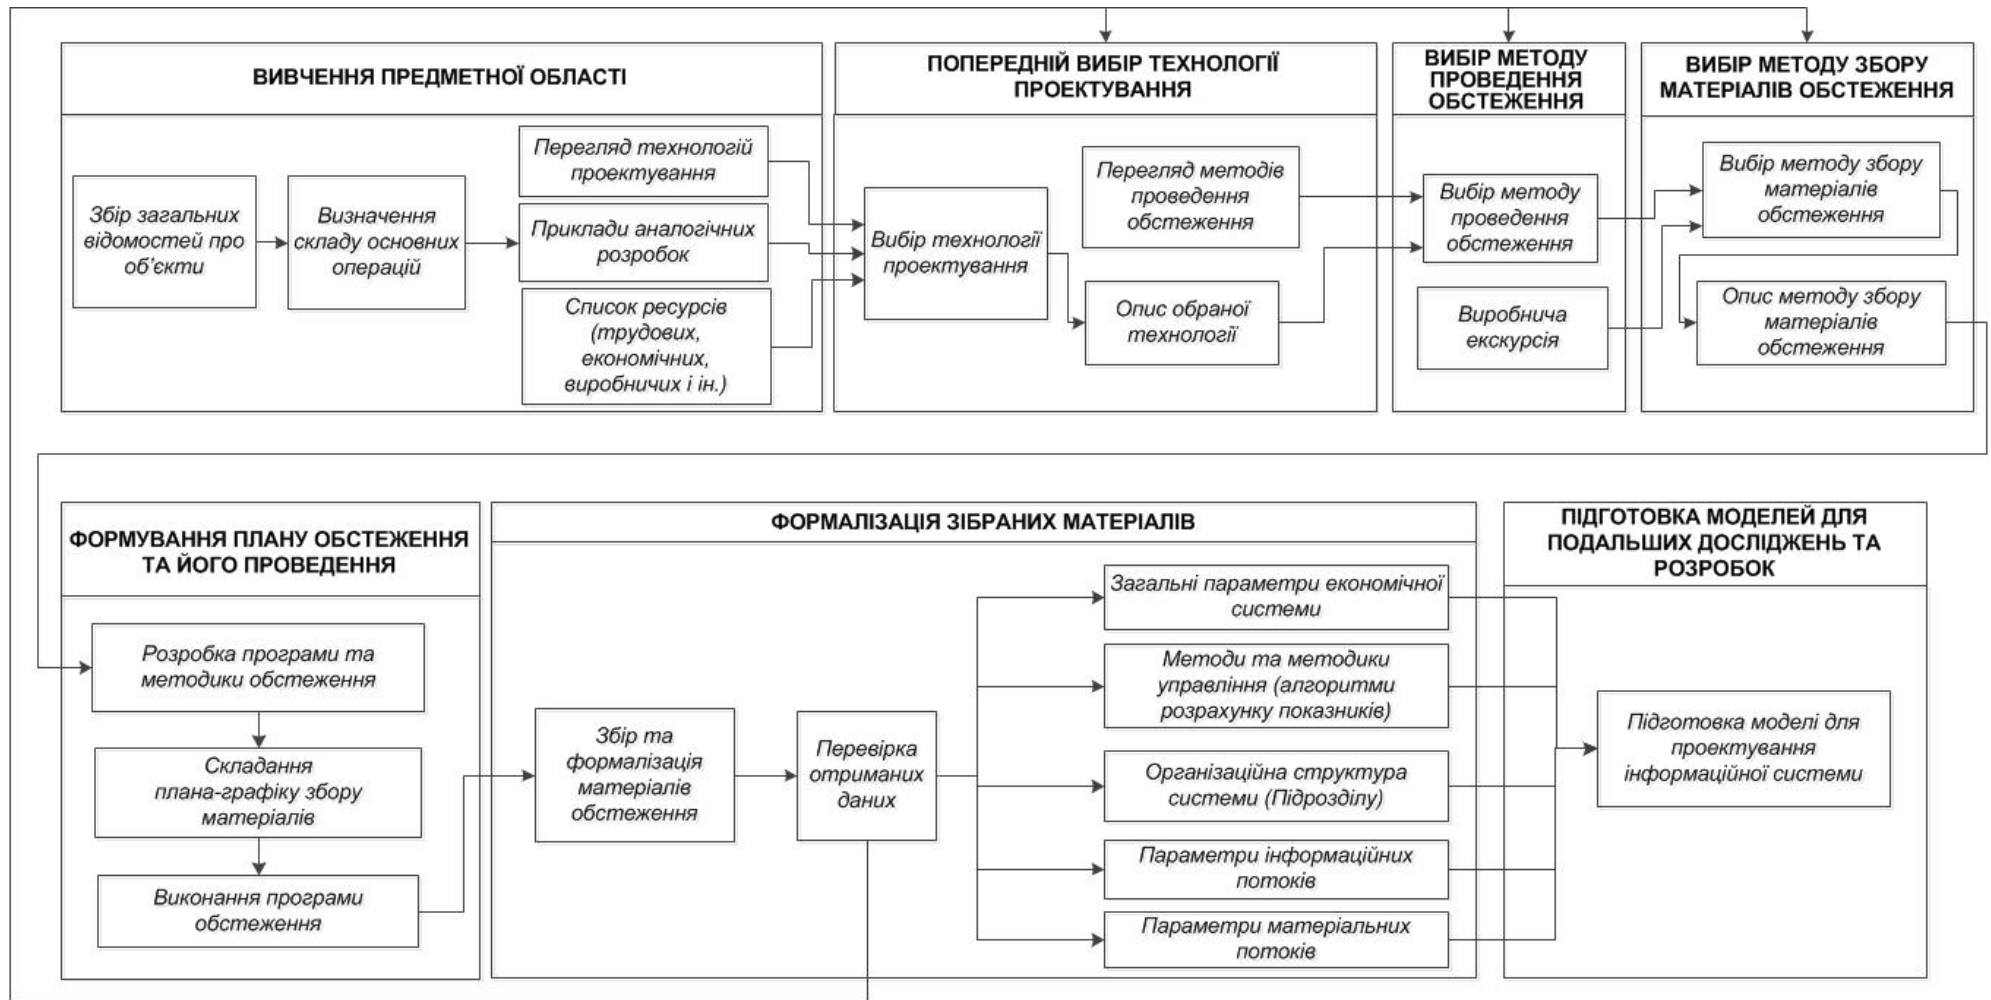 ВИВЧЕННЯ ПРЕДМЕТНОЇ ОБЛАСТІ
Збір загальних
відомостей про
об'єкти
Визначення
складу основних
операцій
Перегляд технологій
проектування
Приклади аналогічних
розробок
Список ресурсів
(трудових,
економічних,
виробничих і ін.)
ПОПЕРЕДНІЙ ВИБІР ТЕХНОЛОГІЇ
ПРОЕКТУВАННЯ
Вибір технології
проектування
Перегляд методів
проведення
обстеження
Опис обраної
технології
ВИБІР МЕТОДУ
ПРОВЕДЕННЯ
ОБСТЕЖЕННЯ
Вибір методу
проведення
обстеження
Виробнича
екскурсія
ВИБІР МЕТОДУ ЗБОРУ
МАТЕРІАЛІВ ОБСТЕЖЕННЯ
Вибір методу збору
матеріалів
обстеження
Опис методу збору
матеріалів
обстеження
ФОРМУВАННЯ ПЛАНУ ОБСТЕЖЕННЯ
ТА ЙОГО ПРОВЕДЕННЯ
Розробка програми та
методики обстеження
Складання
плана-графіку збору
матеріалів
Виконання програми
обстеження
ФОРМАЛІЗАЦІЯ ЗІБРАНИХ МАТЕРІАЛІВ
Збір та
формалізація
матеріалів
обстеження
Перевірка
отриманих
даних
Загальні параметри економічної
системи
Методи та методики
управління (алгоритми
розрахунку показників)
Організаційна структура
системи (Підрозділу)
Параметри інформаційних
потоків
Параметри матеріальних
потоків
ПІДГОТОВКА МОДЕЛЕЙ ДЛЯ
ПОДАЛЬШИХ ДОСЛІДЖЕНЬ ТА
РОЗРОБОК
Підготовка моделі для
проектування
інформаційної системи